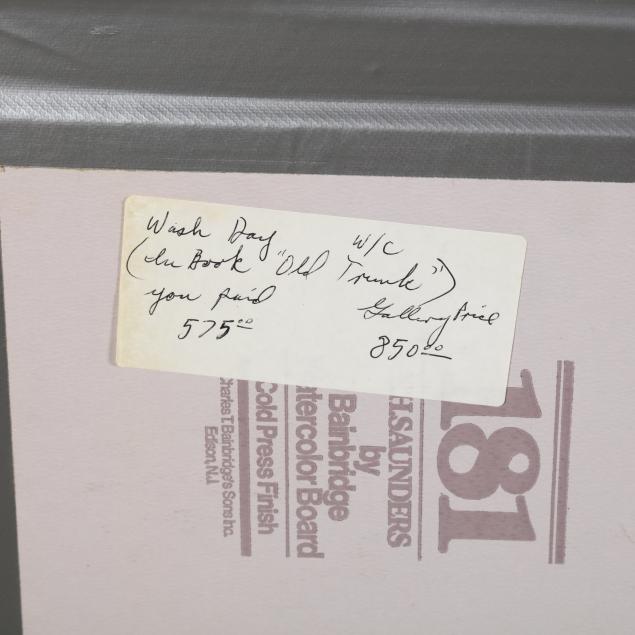 Wash Day W/C
(In Book "Old Trunk")
you paid Gallery Price
575.00 850.00
181
H.SAUNDERS
by
Bainbridge
Watercolor Board
Cold Press Finish
Charles T. Bainbridge's Sons Inc.
Edison, N.J.